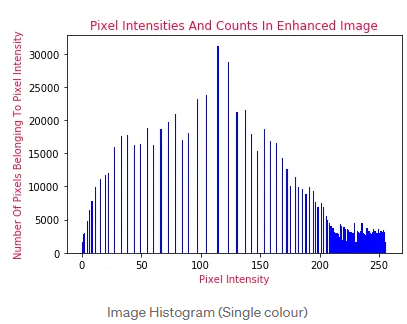 Pixel Intensities And Counts In Enhanced Image
Number Of Pixels Belonging To Pixel Intensity
30000
25000
20000
15000
10000
5000
0
0 50 100 150 200 250
Pixel Intensity
Image Histogram (Single colour)